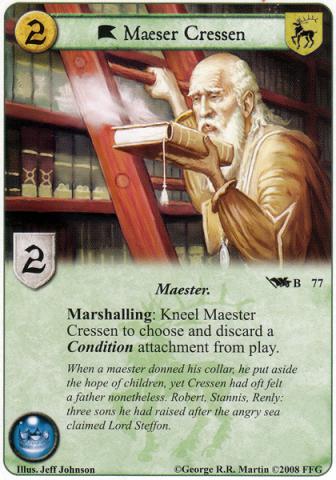 2
Maeser Cressen
2
Maester.
B 77
Marshalling: Kneel Maester
Cressen to choose and discard a
Condition attachment from play.
When a maester donned his collar, he put aside
the hope of children, yet Cressen had oft felt
a father nonetheless. Robert, Stannis, Renly:
three sons he had raised after the angry sea
claimed Lord Steffon.
Illus. Jeff Johnson
©George R.R. Martin ©2008 FFG